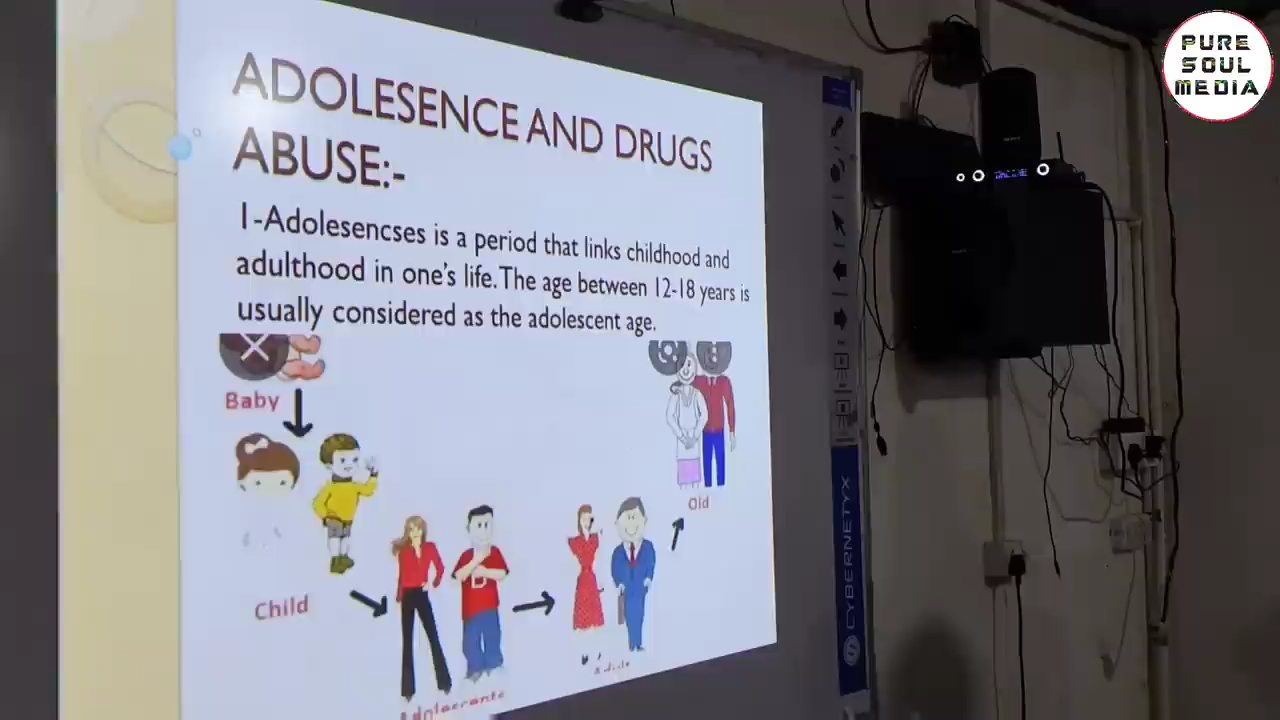 PURE
SOUL
MEDIA
ADOLESENCE AND DRUGS
ABUSE:-
1-Adolesencses is a period that links childhood and
adulthood in one's life. The age between 12-18 years is
usually considered as the adolescent age.
Baby
Old
Child
CYBERNETYX